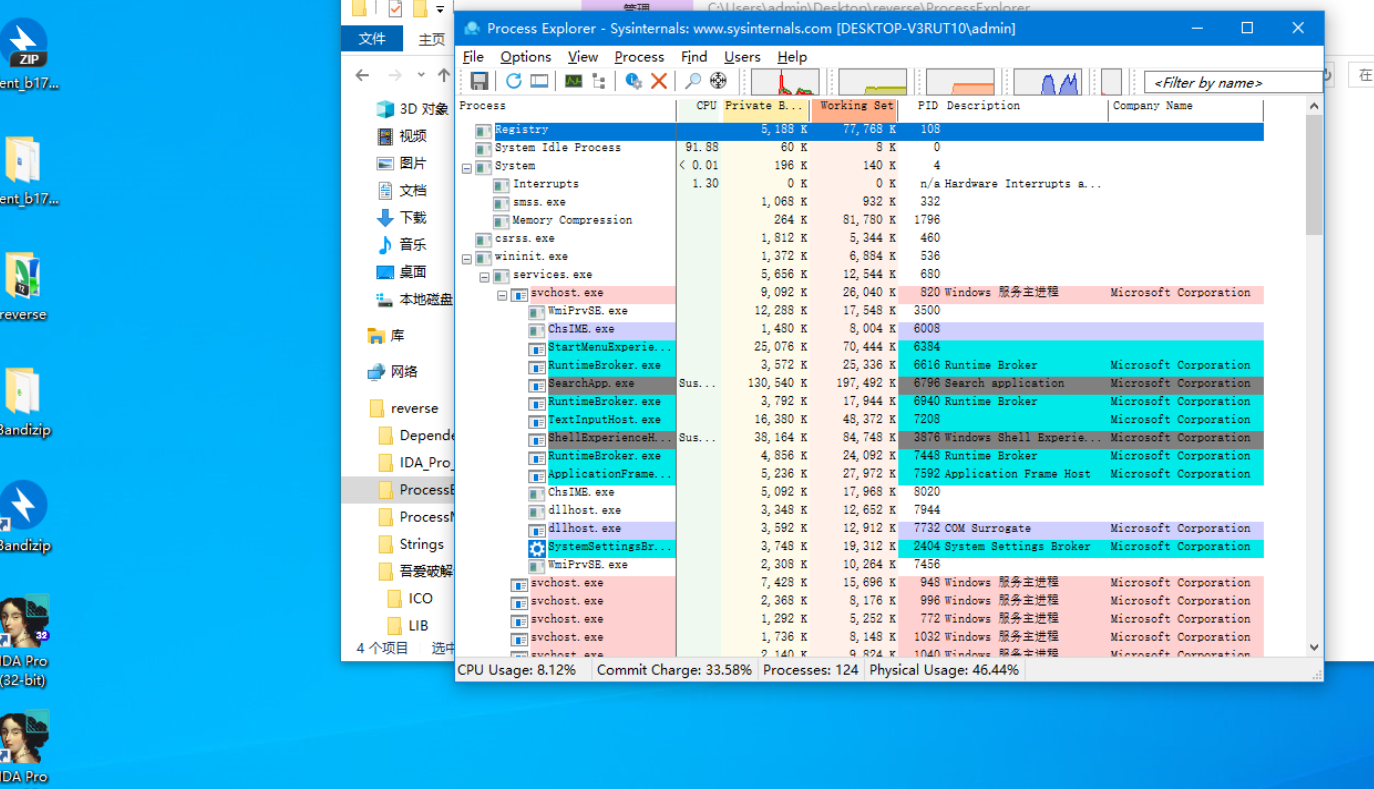 管理
C:\Users\admin\Desktop\reverse\ProcessExplorer
文件 主页
在
ZIP
ent_b17...
ent_b17...
reverse
Bandizip
Bandizip
32
IDA Pro
(32-bit)
IDA Pro
3D 对象
视频
图片
文档
下载
音乐
桌面
本地磁盘
库
网络
reverse
Depende
IDA_Pro_
ProcessE
ProcessM
Strings
吾爱破解
ICO
LIB
4 个项目 选中
Process Explorer - Sysinternals: www.sysinternals.com [DESKTOP-V3RUT10\admin]
File Options View Process Find Users Help
<Filter by name>
Process CPU Private B... Working Set PID Description Company Name
Registry 5,188 K 77,768 K 108
System Idle Process 91.88 60 K 8 K 0
System < 0.01 196 K 140 K 4
Interrupts 1.30 0 K 0 K n/a Hardware Interrupts a...
smss.exe 1,068 K 932 K 332
Memory Compression 264 K 81,780 K 1796
csrss.exe 1,812 K 5,344 K 460
wininit.exe 1,372 K 6,884 K 536
services.exe 5,656 K 12,544 K 680
svchost.exe 9,092 K 26,040 K 820 Windows 服务主进程 Microsoft Corporation
WmiPrvSE.exe 12,288 K 17,548 K 3500
ChsIME.exe 1,480 K 8,004 K 6008
StartMenuExperie... 25,076 K 70,444 K 6384
RuntimeBroker.exe 3,572 K 25,336 K 6616 Runtime Broker Microsoft Corporation
SearchApp.exe Sus... 130,540 K 197,492 K 6796 Search application Microsoft Corporation
RuntimeBroker.exe 3,792 K 17,944 K 6940 Runtime Broker Microsoft Corporation
TextInputHost.exe 16,380 K 48,372 K 7208
ShellExperienceH... Sus... 38,164 K 84,748 K 3876 Windows Shell Experie... Microsoft Corporation
RuntimeBroker.exe 4,856 K 24,092 K 7448 Runtime Broker Microsoft Corporation
ApplicationFrame... 5,236 K 27,972 K 7592 Application Frame Host Microsoft Corporation
ChsIME.exe 5,092 K 17,968 K 8020
dllhost.exe 3,348 K 12,652 K 7944
dllhost.exe 3,592 K 12,912 K 7732 COM Surrogate Microsoft Corporation
SystemSettingsBr... 3,748 K 19,312 K 2404 System Settings Broker Microsoft Corporation
WmiPrvSE.exe 2,308 K 10,264 K 7456
svchost.exe 7,428 K 15,696 K 948 Windows 服务主进程 Microsoft Corporation
svchost.exe 2,368 K 8,176 K 996 Windows 服务主进程 Microsoft Corporation
svchost.exe 1,292 K 5,252 K 772 Windows 服务主进程 Microsoft Corporation
svchost.exe 1,736 K 8,148 K 1032 Windows 服务主进程 Microsoft Corporation
svchost.exe 2,140 K 9,824 K 1040 Windows 服务主进程 Microsoft Corporation
CPU Usage: 8.12% Commit Charge: 33.58% Processes: 124 Physical Usage: 46.44%